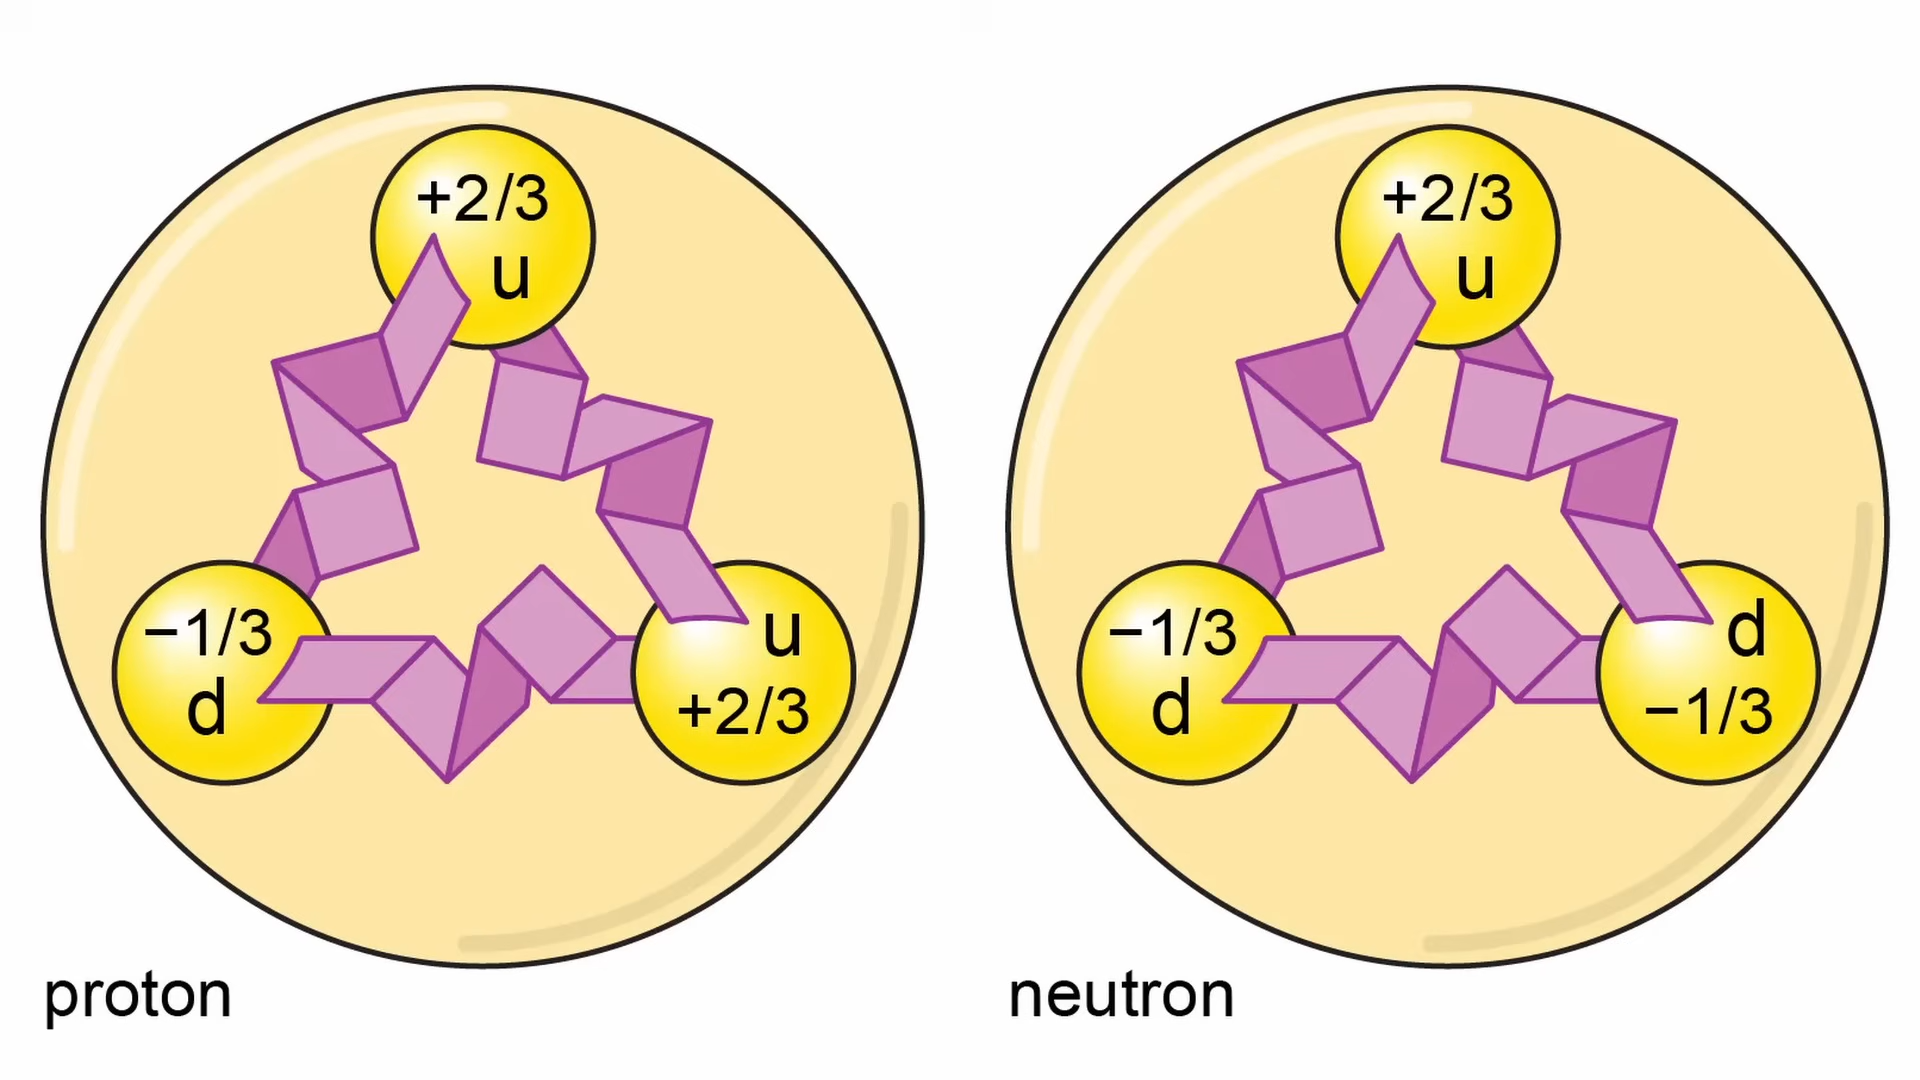 +2/3
u
−1/3
d
u
+2/3
proton
+2/3
u
−1/3
d
d
−1/3
neutron